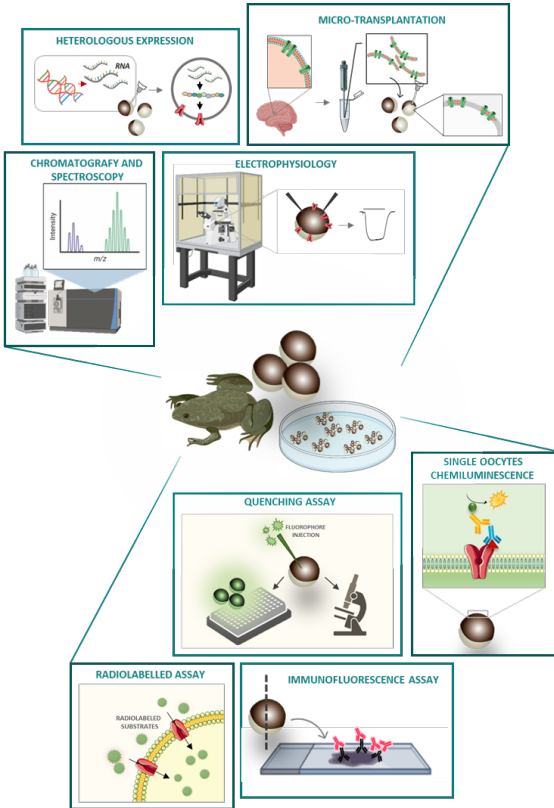 MICRO-TRANSPLANTATION
HETEROLOGOUS EXPRESSION
RNA
CHROMATOGRAFY AND
SPECTROSCOPY
Intensity
m/z
ELECTROPHYSIOLOGY
SINGLE OOCYTES
CHEMILUMINESCENCE
QUENCHING ASSAY
FLUOROPHORE
INJECTION
RADIOLABELLED ASSAY
RADIOLABELED
SUBSTRATES
IMMUNOFLUORESCENCE ASSAY